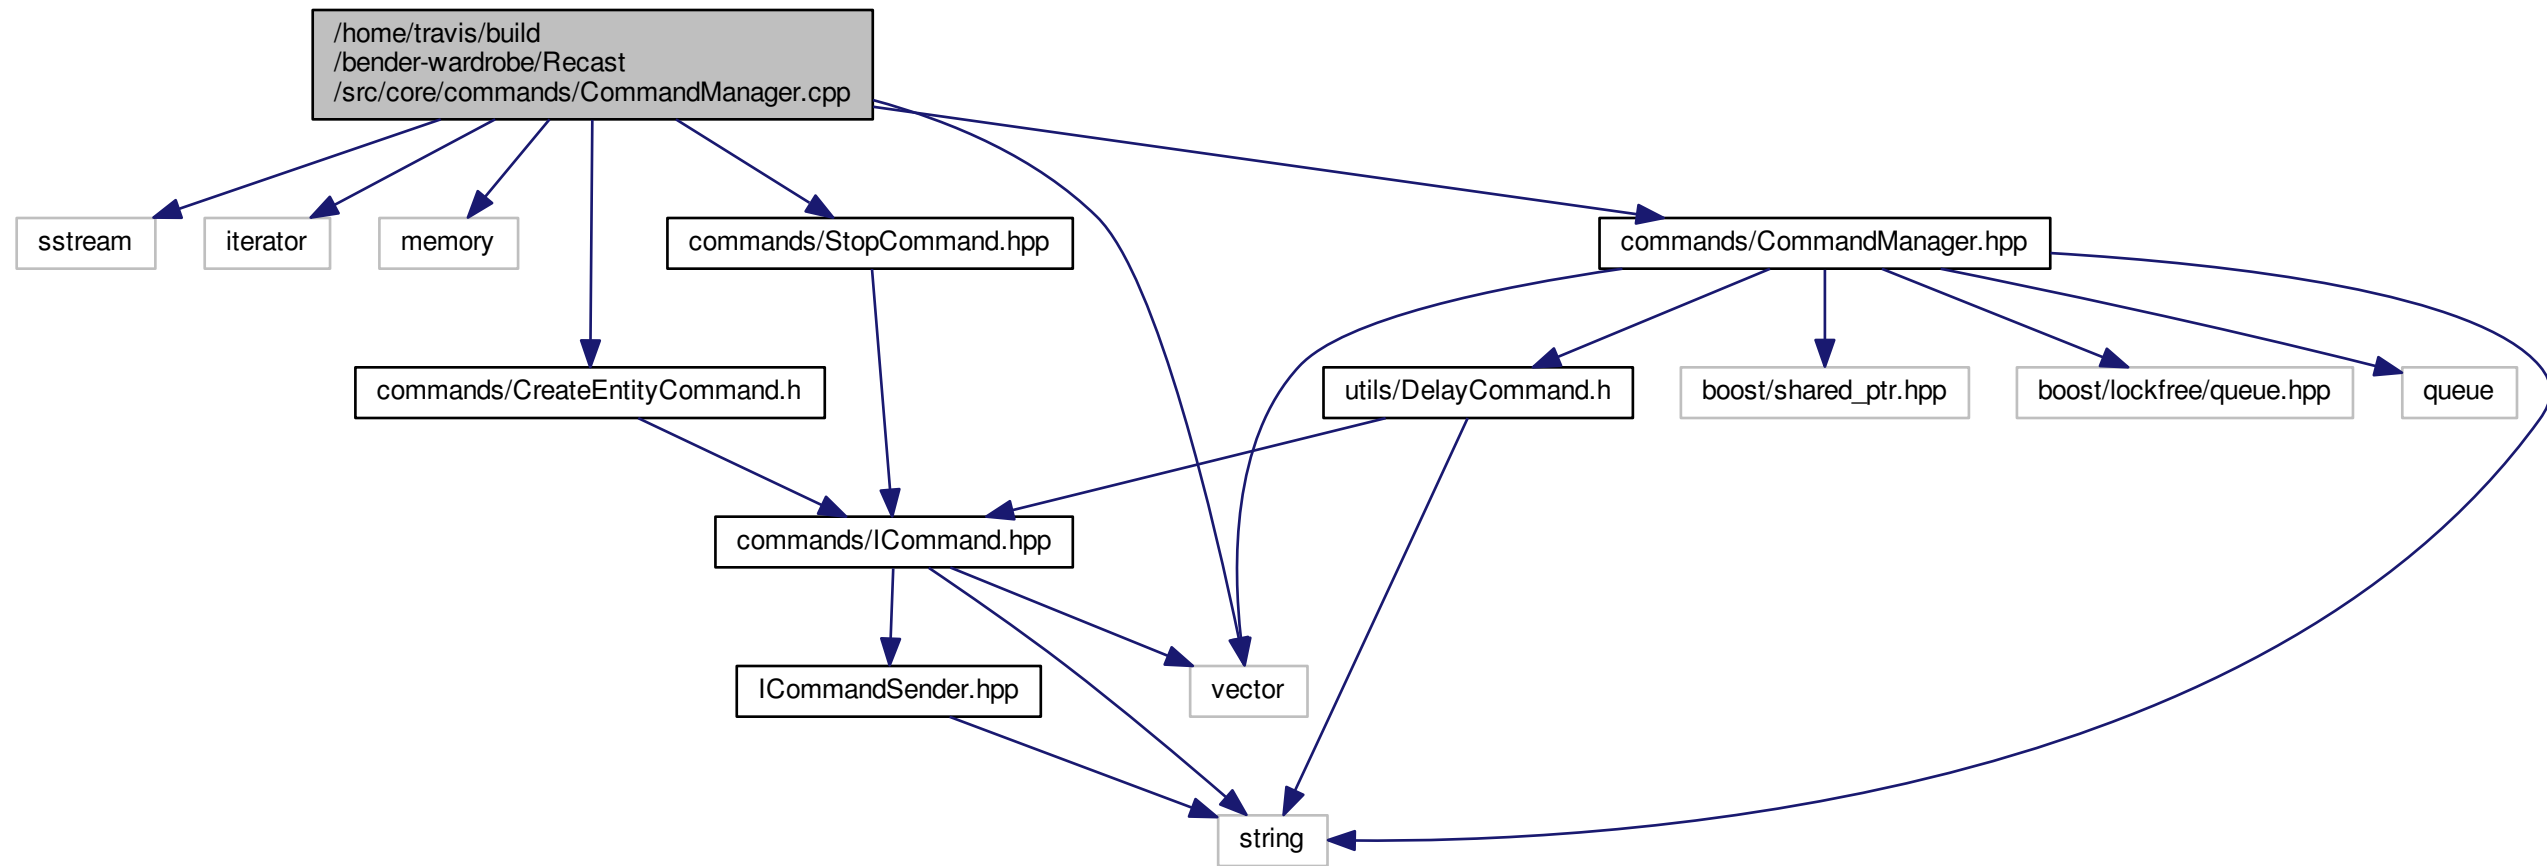 /home/travis/build
/bender-wardrobe/Recast
/src/core/commands/CommandManager.cpp
sstream
iterator
memory
commands/StopCommand.hpp
commands/CommandManager.hpp
commands/CreateEntityCommand.h
utils/DelayCommand.h
boost/shared_ptr.hpp
boost/lockfree/queue.hpp
queue
commands/ICommand.hpp
ICommandSender.hpp
vector
string